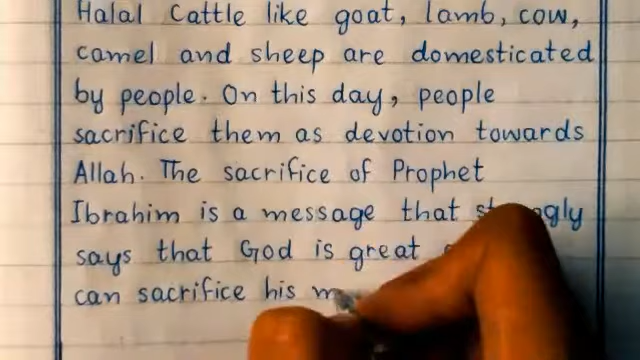 Halal Cattle like goat, lamb, cow,
camel and sheep are domesticated
by people. On this day, people
sacrifice them as devotion towards
Allah. The sacrifice of Prophet
Ibrahim is a message that
says that God is great
can sacrifice his